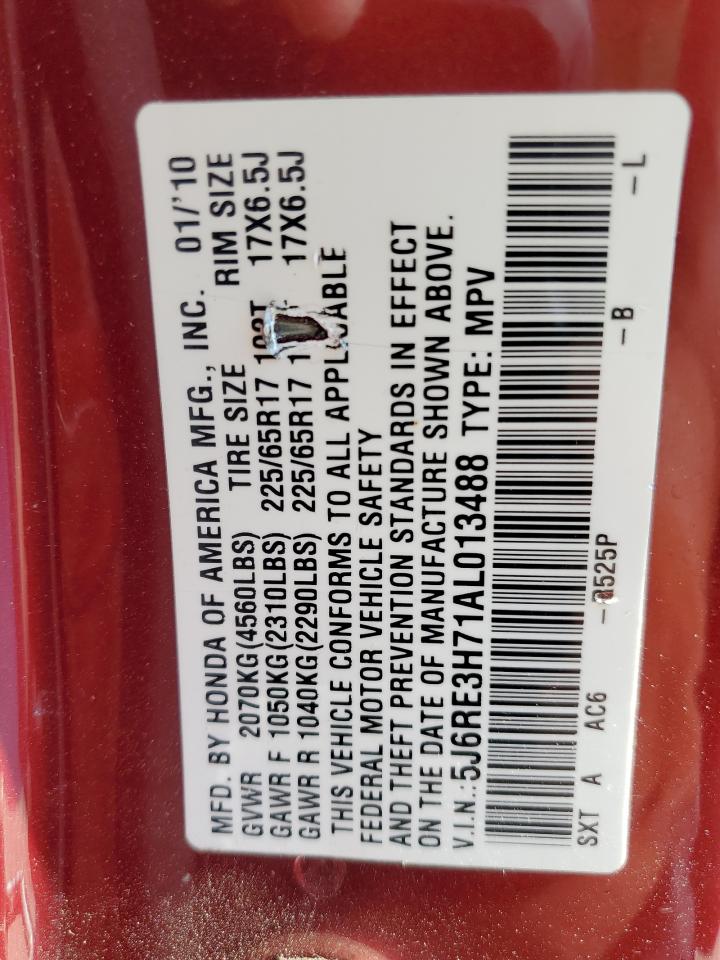 MFD. BY HONDA OF AMERICA MFG., INC. 01/'10
GVWR 2070KG(4560LBS) TIRE SIZE RIM SIZE
GAWR F 1050KG(2310LBS) 225/65R17 102T 17X6.5J
GAWR R 1040KG(2290LBS) 225/65R17 17X6.5J
THIS VEHICLE CONFORMS TO ALL APPLICABLE
FEDERAL MOTOR VEHICLE SAFETY
AND THEFT PREVENTION STANDARDS IN EFFECT
ON THE DATE OF MANUFACTURE SHOWN ABOVE.
V.I.N.:5J6RE3H71AL013488 TYPE: MPV
SXT A AC6 –R525P –B –L